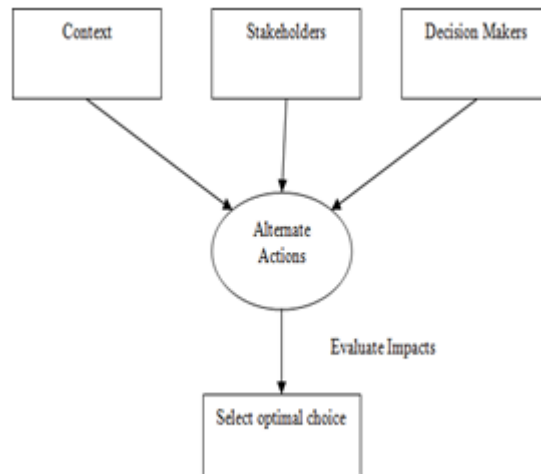 Context
Stakeholders
Decision Makers
Alternate
Actions
Evaluate Impacts
Select optimal choice